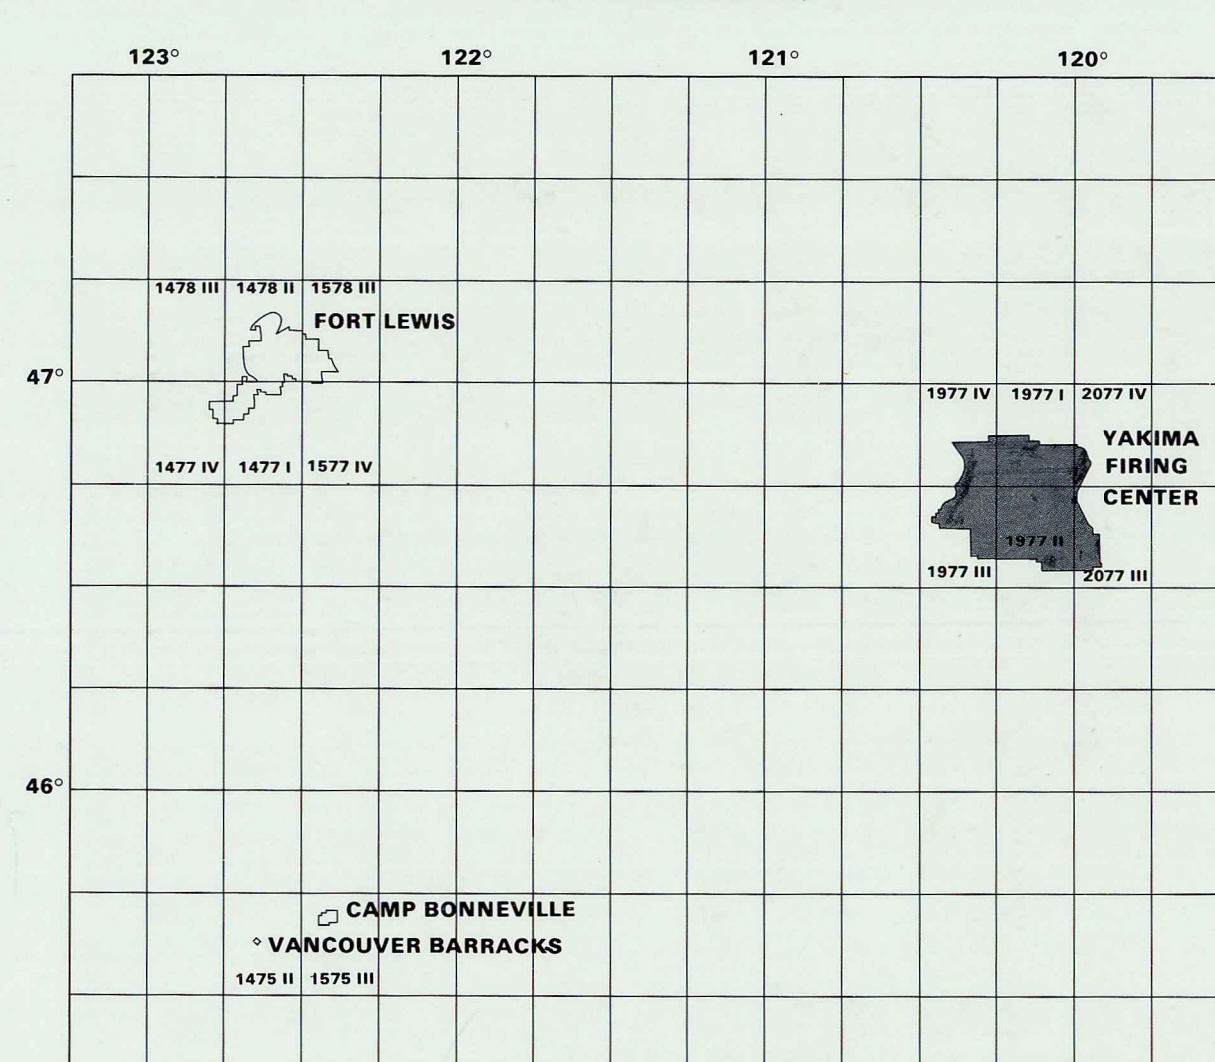 123° 122° 121° 120°
1478 III 1478 II 1578 III
FORT LEWIS
47°
1977 IV 1977 I 2077 IV
YAKIMA
FIRING
CENTER
1477 IV 1477 I 1577 IV
1977 II
1977 III 2077 III
46°
CAMP BONNEVILLE
VANCOUVER BARRACKS
1475 II 1575 III